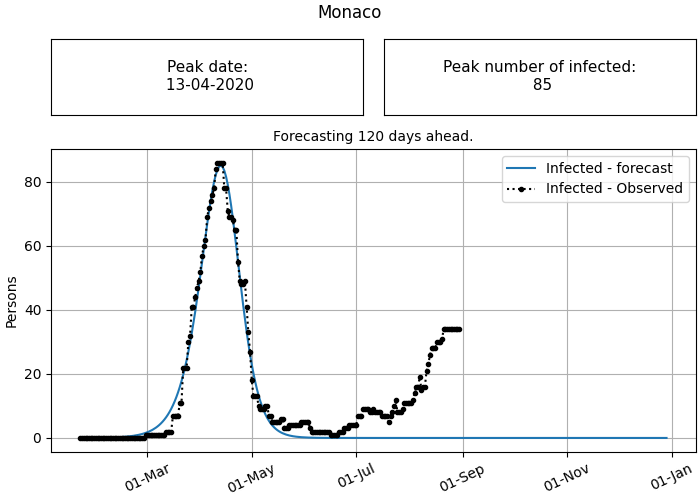 Monaco
Peak date:
13-04-2020
Peak number of infected:
85
Forecasting 120 days ahead.
Infected - forecast
Infected - Observed
Persons
80
60
40
20
0
01-Mar
01-May
01-Jul
01-Sep
01-Nov
01-Jan